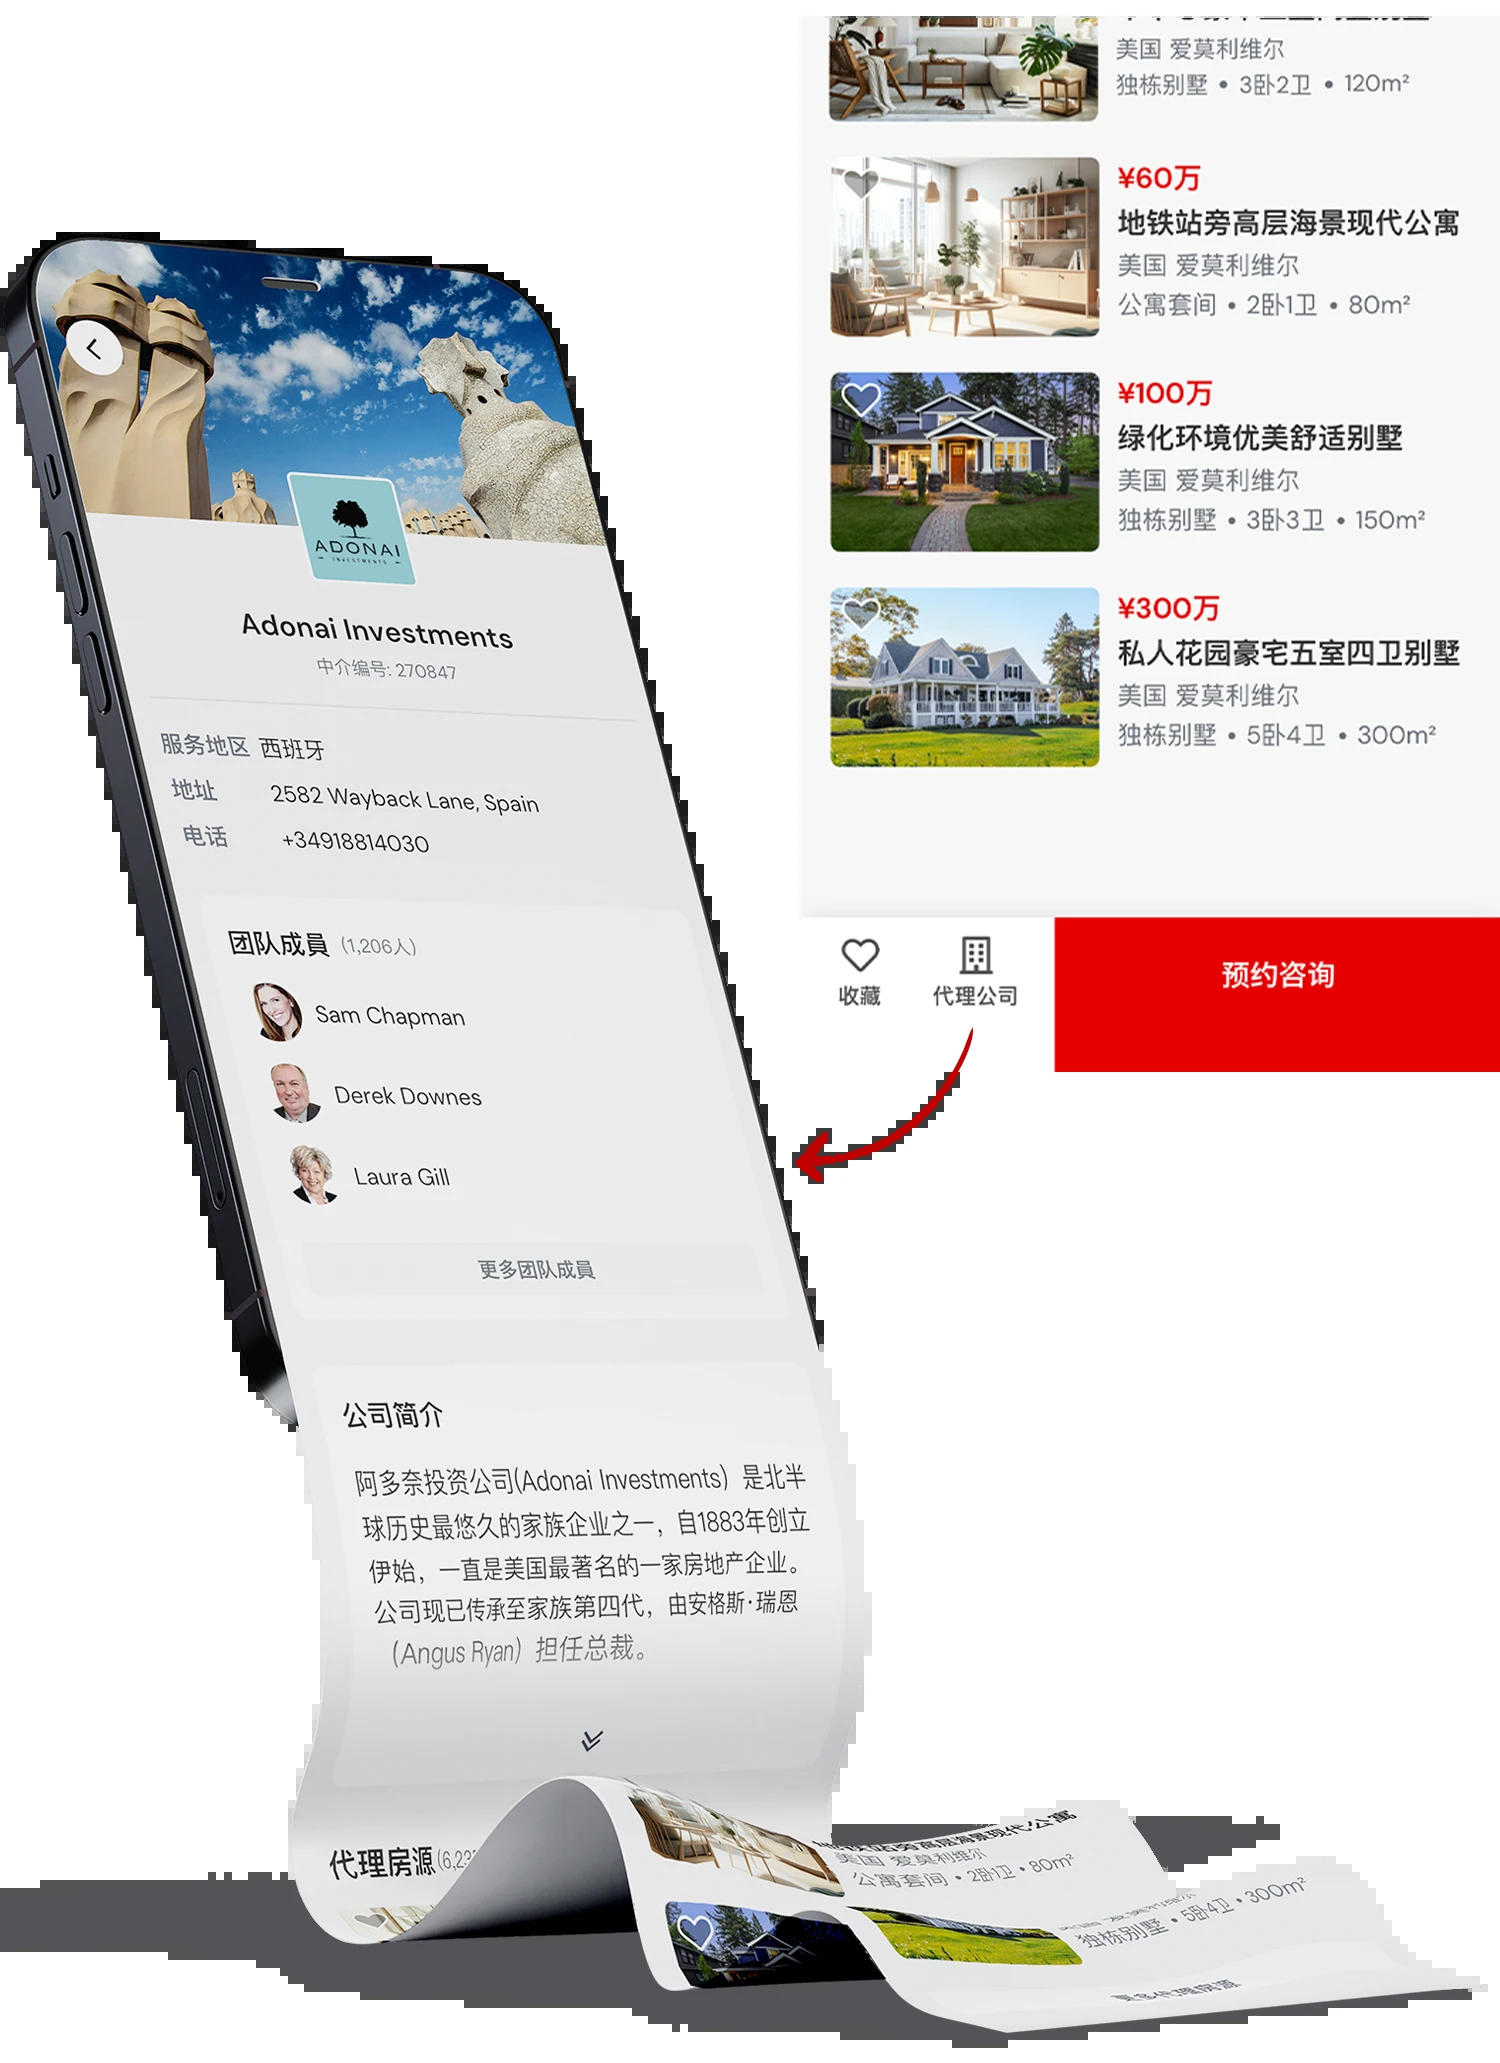 美国 爱莫利维尔
独栋别墅 • 3卧2卫 • 120m²
¥60万
地铁站旁高层海景现代公寓
美国 爱莫利维尔
公寓套间 • 2卧1卫 • 80m²
¥100万
绿化环境优美舒适别墅
美国 爱莫利维尔
独栋别墅 • 3卧3卫 • 150m²
¥300万
私人花园豪宅五室四卫别墅
美国 爱莫利维尔
独栋别墅 • 5卧4卫 • 300m²
收藏
代理公司
预约咨询
ADONAI
INVESTMENTS
Adonai Investments
中介编号: 270847
服务地区 西班牙
地址 2582 Wayback Lane, Spain
电话 +34918814030
团队成員 (1,206人)
Sam Chapman
Derek Downes
Laura Gill
更多团队成員
公司简介
阿多奈投资公司(Adonai Investments) 是北半
球历史最悠久的家族企业之一，自1883年创立
伊始，一直是美国最著名的一家房地产企业。
公司现已传承至家族第四代，由安格斯·瑞恩
(Angus Ryan) 担任总裁。
代理房源
地铁站旁高层海景现代公寓
美国 爱莫利维尔
公寓套间 • 2卧1卫 • 80m²
独栋别墅 • 5卧4卫 • 300m²
更多代理房源